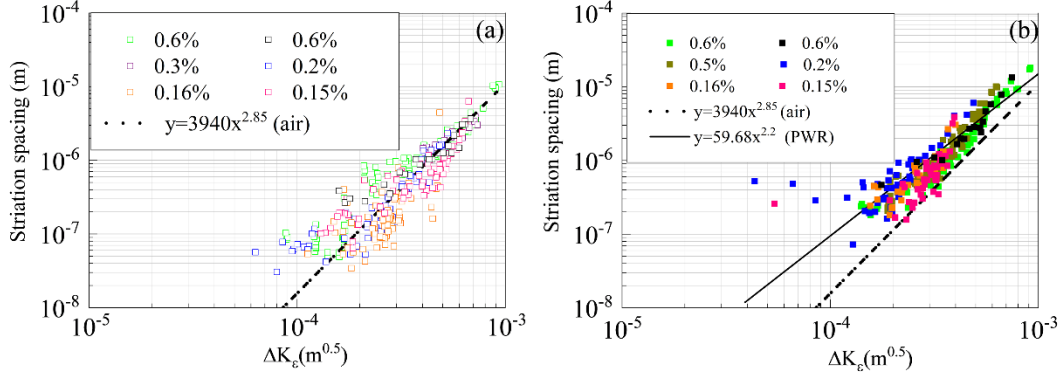 (a)
0.6% 0.6%
0.3% 0.2%
0.16% 0.15%
y=3940x^2.85 (air)
10^-4
10^-5
10^-6
10^-7
10^-8
Striation spacing (m)
10^-5 10^-4 10^-3
ΔK_ε(m^0.5)
(b)
0.6% 0.6%
0.5% 0.2%
0.16% 0.15%
y=3940x^2.85 (air)
y=59.68x^2.2 (PWR)
10^-4
10^-5
10^-6
10^-7
10^-8
Striation spacing (m)
10^-5 10^-4 10^-3
ΔK_ε(m^0.5)